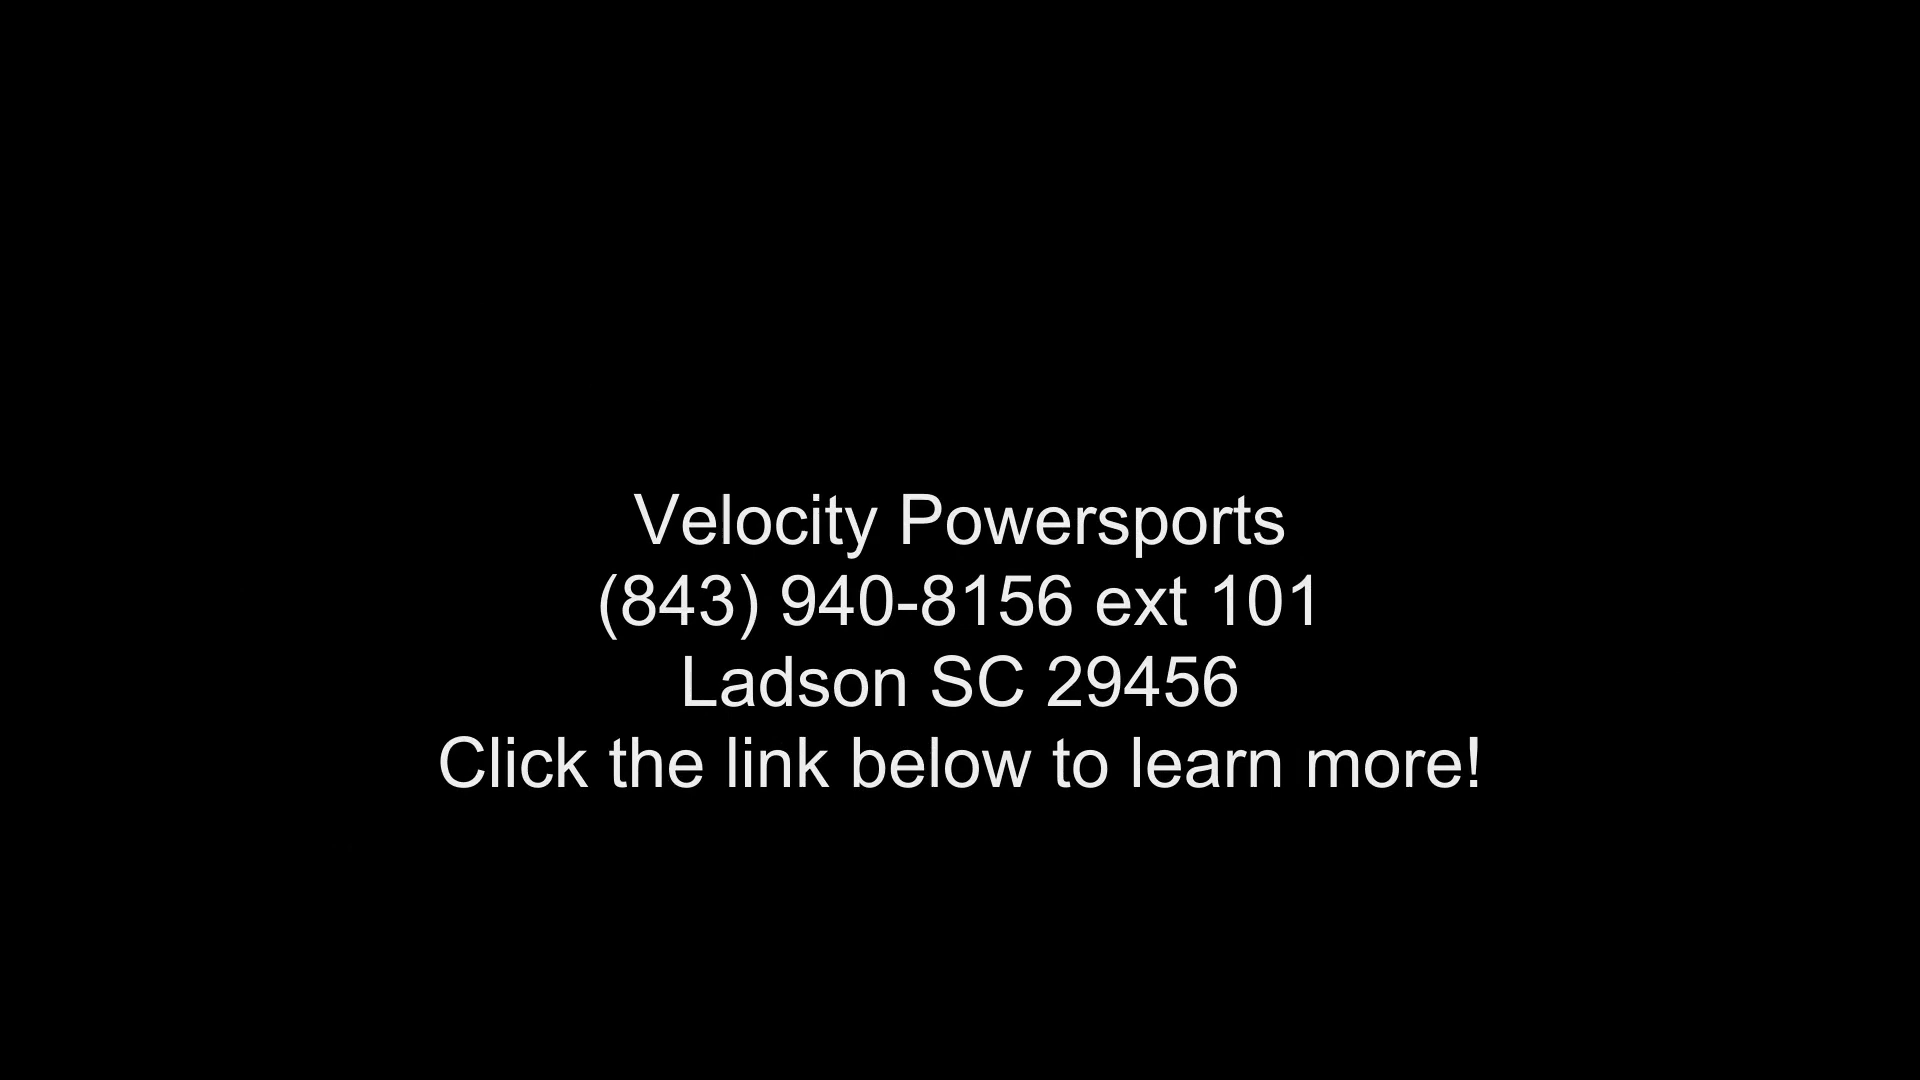 Velocity Powersports
(843) 940-8156 ext 101
Ladson SC 29456
Click the link below to learn more!